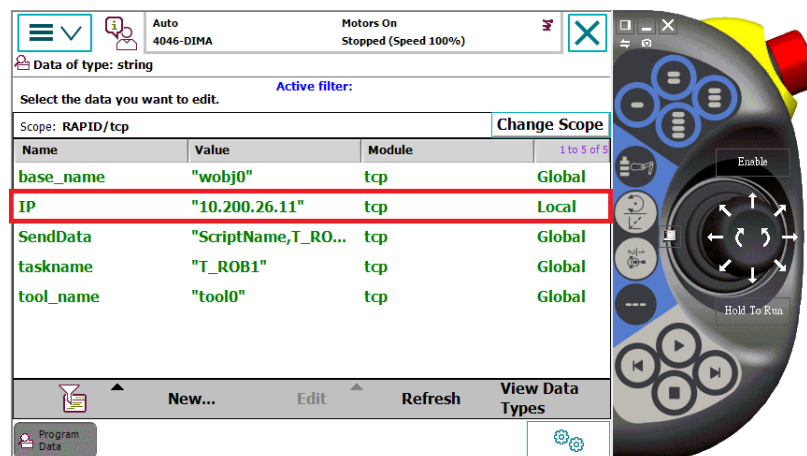 Auto
4046-DIMA
Motors On
Stopped (Speed 100%)
Data of type: string
Active filter:
Select the data you want to edit.
Scope: RAPID/tcp
Change Scope
Name Value Module 1 to 5 of 5
base_name "wobj0" tcp Global
IP "10.200.26.11" tcp Local
SendData "ScriptName,T_RO... tcp Global
taskname "T_ROB1" tcp Global
tool_name "tool0" tcp Global
New... Edit Refresh View Data Types
Program Data
Enable
Hold To Run